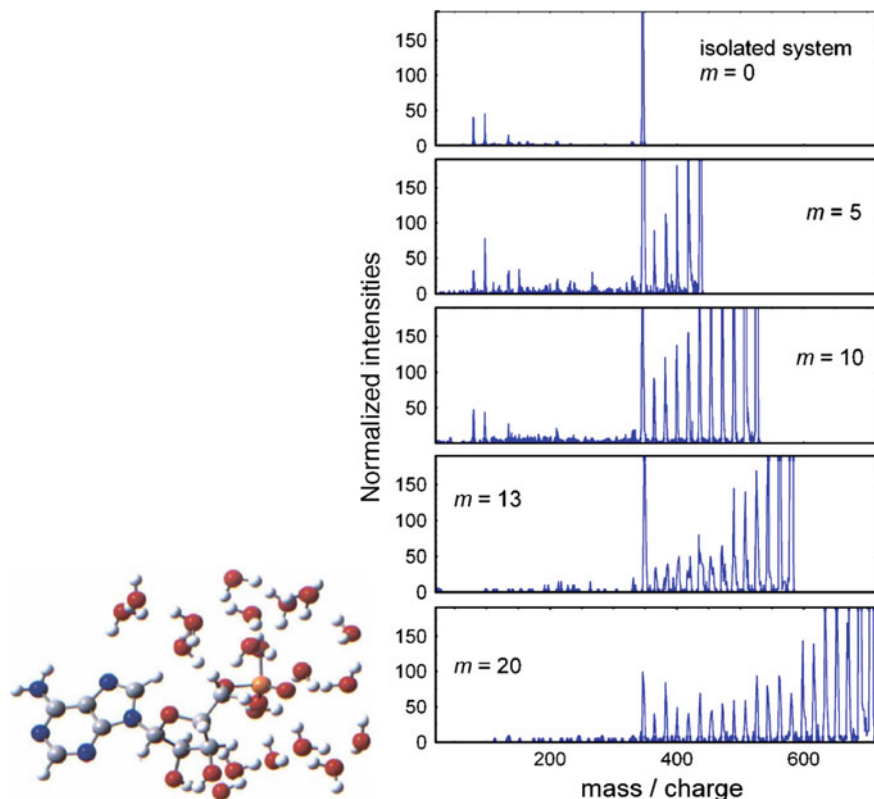 150
100
50
0
isolated system
m = 0
150
100
50
0
m = 5
150
100
50
m = 10
150
100
50
0
m = 13
150
100
50
0
m = 20
Normalized intensities
200
400
600
mass / charge